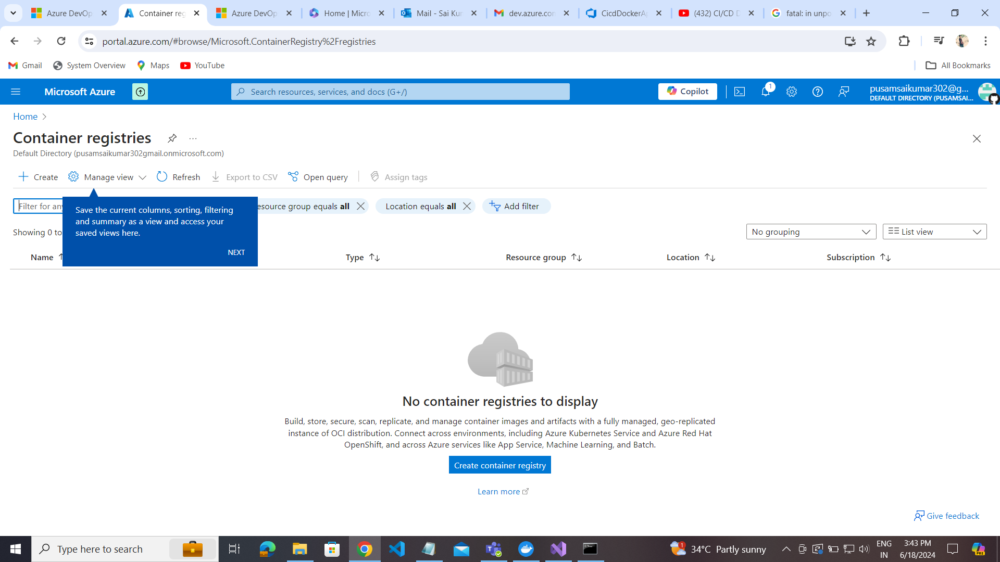 Azure DevOp
Container reg
Azure DevOp
Home | Micro
Mail - Sai Kun
dev.azure.con
CicdDockerA
(432) CI/CD D
fatal: in unpo
portal.azure.com/#browse/Microsoft.ContainerRegistry%2Fregistries
Gmail
System Overview
Maps
YouTube
All Bookmarks
Microsoft Azure
Search resources, services, and docs (G+/)
Copilot
1
pusamsaikumar302@g...
DEFAULT DIRECTORY (PUSAMSAI...
Home
Container registries
Default Directory (pusamsaikumar302gmail.onmicrosoft.com)
Create
Manage view
Refresh
Export to CSV
Open query
Assign tags
Filter for any
Save the current columns, sorting, filtering
and summary as a view and access your
saved views here.
NEXT
esource group equals all
Location equals all
Add filter
Showing 0 to
No grouping
List view
Name
Type
Resource group
Location
Subscription
No container registries to display
Build, store, secure, scan, replicate, and manage container images and artifacts with a fully managed, geo-replicated
instance of OCI distribution. Connect across environments, including Azure Kubernetes Service and Azure Red Hat
OpenShift, and across Azure services like App Service, Machine Learning, and Batch.
Create container registry
Learn more
Give feedback
Type here to search
1
34°C Partly sunny
ENG
IN
3:43 PM
6/18/2024
PRE